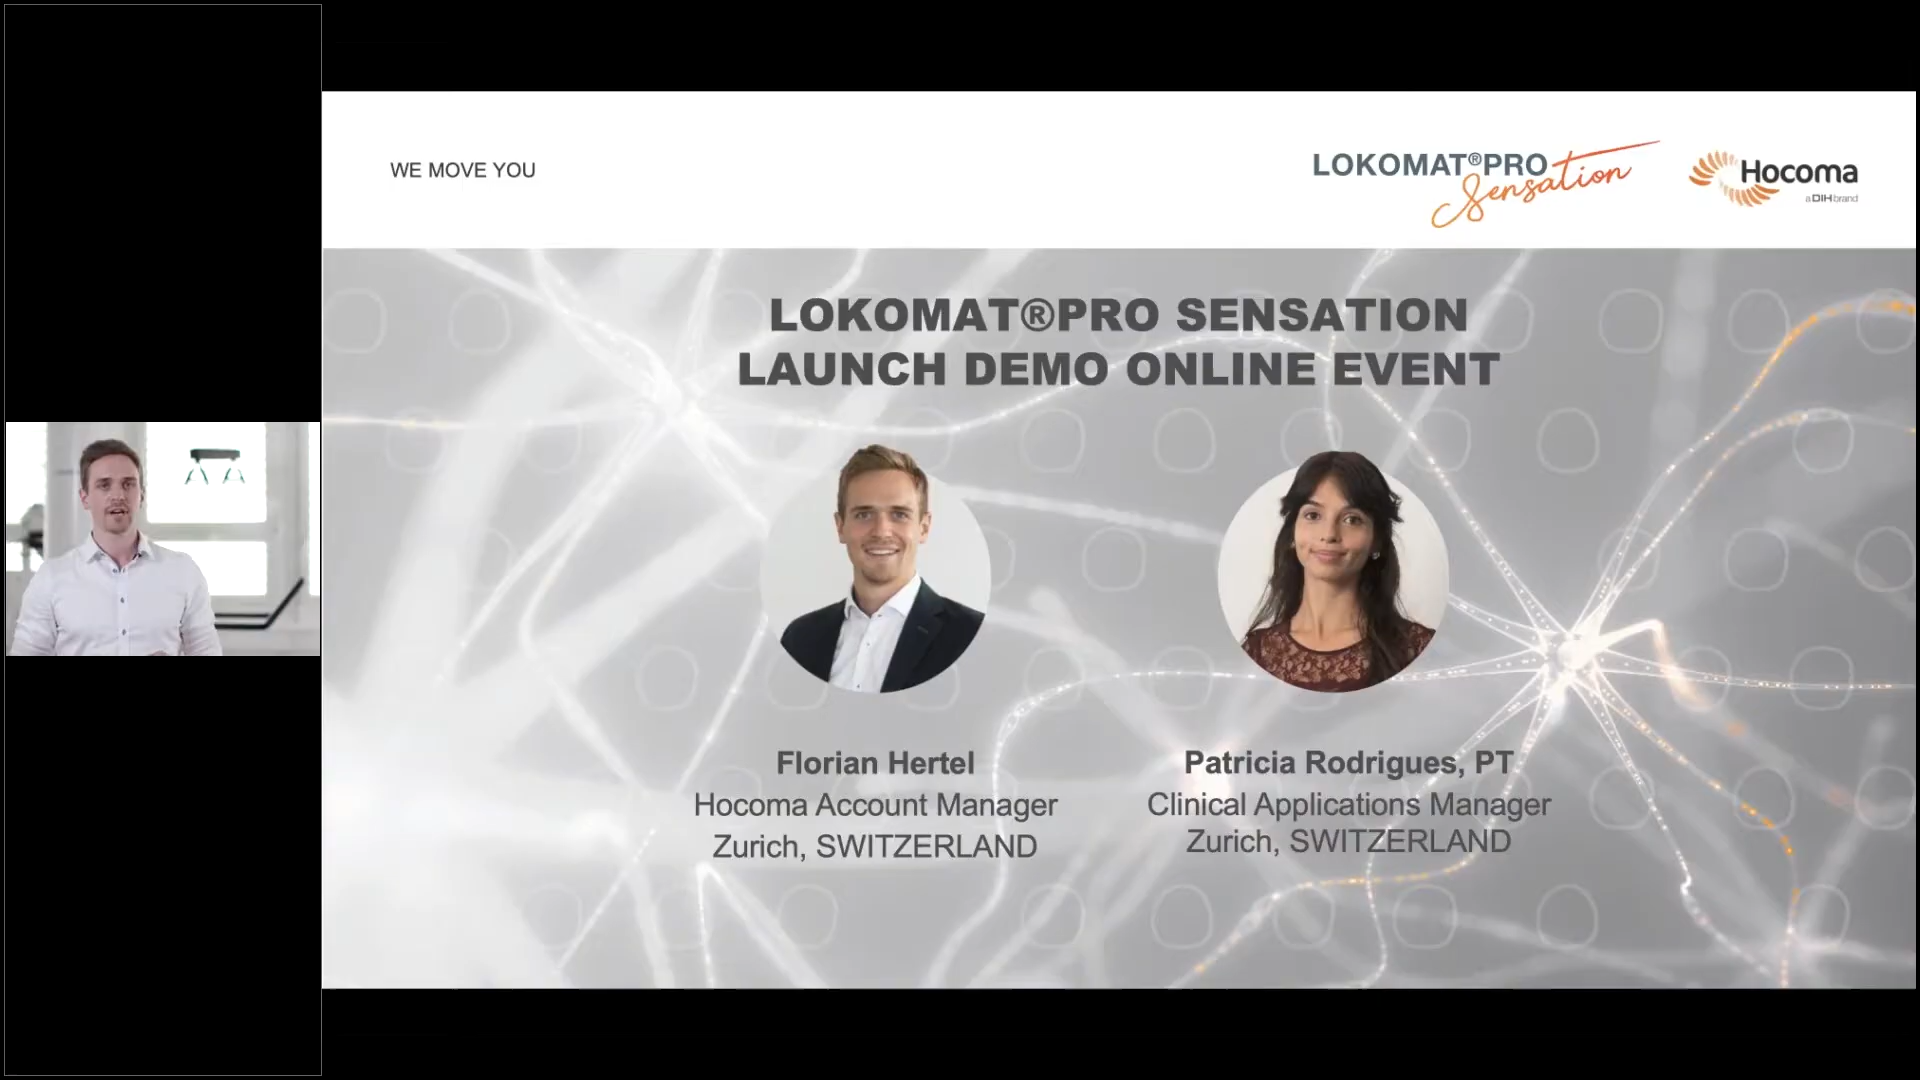 WE MOVE YOU
LOKOMAT®PRO
Sensation
Hocoma
a DIH brand
LOKOMAT®PRO SENSATION
LAUNCH DEMO ONLINE EVENT
Florian Hertel
Hocoma Account Manager
Zurich, SWITZERLAND
Patricia Rodrigues, PT
Clinical Applications Manager
Zurich, SWITZERLAND